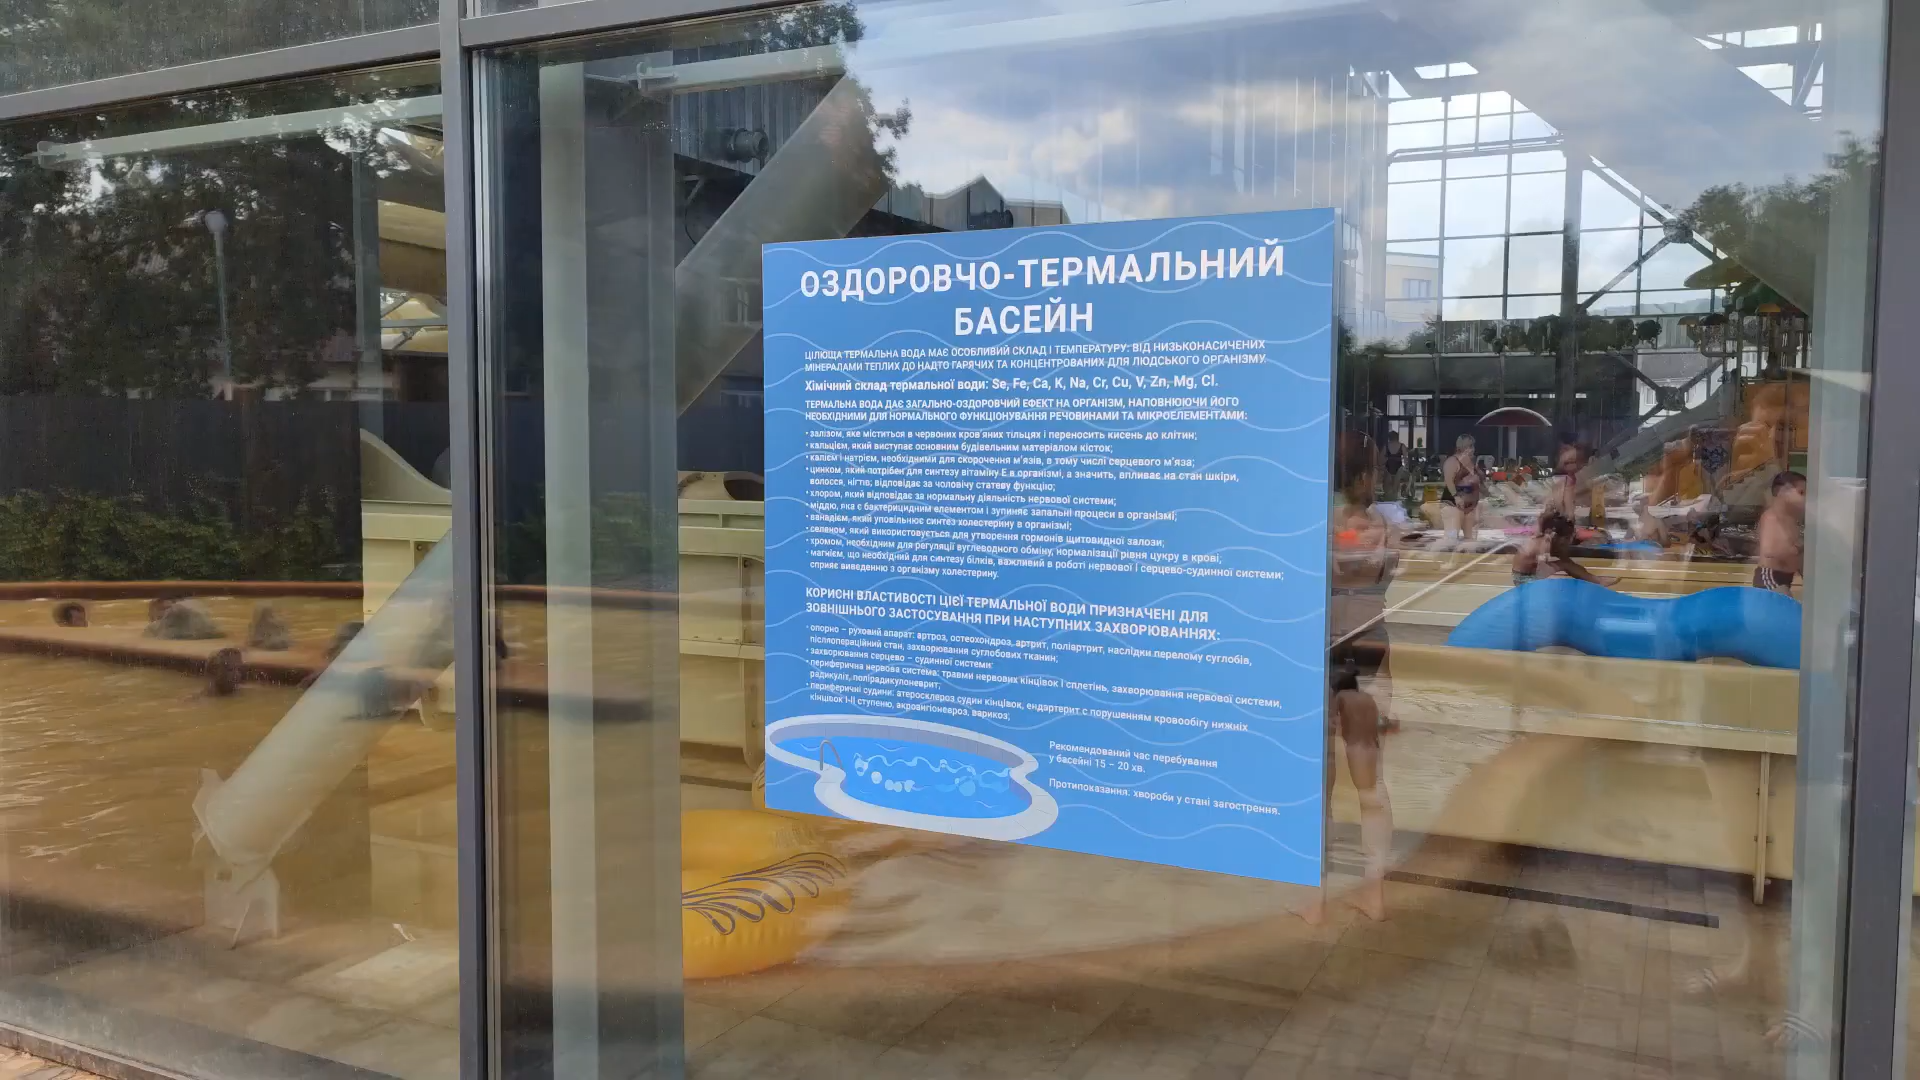 ОЗДОРОВЧО-ТЕРМАЛЬНИЙ
БАСЕЙН
ЦІЛЮЩА ТЕРМАЛЬНА ВОДА МАЄ ОСОБЛИВИЙ СКЛАД І ТЕМПЕРАТУРУ: ВІД НИЗЬКОНАСИЧЕНИХ
МІНЕРАЛАМИ ТЕПЛИХ ДО НАДТО ГАРЯЧИХ ТА КОНЦЕНТРОВАНИХ ДЛЯ ЛЮДСЬКОГО ОРГАНІЗМУ.
Хімічний склад термальної води: Se, Fe, Ca, K, Na, Cr, Cu, V, Zn, Mg, Cl.
ТЕРМАЛЬНА ВОДА ДАЄ ЗАГАЛЬНО-ОЗДОРОВЧИЙ ЕФЕКТ НА ОРГАНІЗМ, НАПОВНЮЮЧИ ЙОГО
НЕОБХІДНИМИ ДЛЯ НОРМАЛЬНОГО ФУНКЦІОНУВАННЯ РЕЧОВИНАМИ ТА МІКРОЕЛЕМЕНТАМИ:
• залізом, яке міститься в червоних кров'яних тільцях і переносить кисень до клітин;
• кальцієм, який виступає основним будівельним матеріалом кісток;
• калієм і натрієм, необхідними для скорочення м'язів, в тому числі серцевого м'яза;
• цинком, який потрібен для синтезу вітаміну Е в організмі, а значить, впливає на стан шкіри,
волосся, нігтів; відповідає за чоловічу статеву функцію;
• хлором, який відповідає за нормальну діяльність нервової системи;
• міддю, яка є бактерицидним елементом і зупиняє запальні процеси в організмі;
• ванадієм, який уповільнює синтез холестерину в організмі;
• селеном, який використовується для утворення гормонів щитовидної залози;
• хромом, необхідним для регуляції вуглеводного обміну, нормалізації рівня цукру в крові;
• магнієм, що необхідний для синтезу білків, важливий в роботі нервової і серцево-судинної системи;
сприяє виведенню з організму холестерину.
КОРИСНІ ВЛАСТИВОСТІ ЦІЄЇ ТЕРМАЛЬНОЇ ВОДИ ПРИЗНАЧЕНІ ДЛЯ
ЗОВНІШНЬОГО ЗАСТОСУВАННЯ ПРИ НАСТУПНИХ ЗАХВОРЮВАННЯХ:
• опорно – руховий апарат: артроз, остеохондроз, артрит, поліартрит, наслідки перелому суглобів,
післяопераційний стан, захворювання суглобових тканин;
• захворювання серцево – судинної системи:
• периферична нервова система: травми нервових кінцівок і сплетінь, захворювання нервової системи,
радикуліх, полірадикулоневрит;
• периферичні судини: атеросклероз судин кінцівок, ендартерит с порушенням кровообігу нижніх
кінцівок І-ІІ ступеню, акроангіоневроз, варикоз;
Рекомендований час перебування
у басейні 15 – 20 хв.
Протипоказання: хвороби у стані загострення.